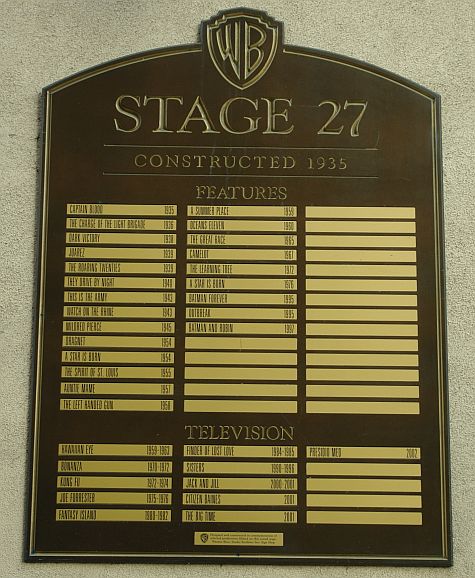 WB
STAGE 27
CONSTRUCTED 1935
FEATURES
CAPTAIN BLOOD 1935
THE CHARGE OF THE LIGHT BRIGADE 1936
DARK VICTORY 1938
JUAREZ 1939
THE ROARING TWENTIES 1939
THEY DRIVE BY NIGHT 1940
THIS IS THE ARMY 1943
WATCH ON THE RHINE 1943
MILDRED PIERCE 1945
DRAGNET 1954
A STAR IS BORN 1954
THE SPIRIT OF ST. LOUIS 1955
AUNTIE MAME 1957
THE LEFT HANDED GUN 1958
A SUMMER PLACE 1959
OCEANS ELEVEN 1960
THE GREAT RACE 1965
CAMELOT 1967
THE LEARNING TREE 1972
A STAR IS BORN 1976
BATMAN FOREVER 1995
OUTBREAK 1995
BATMAN AND ROBIN 1997
TELEVISION
HAWAIIAN EYE 1959-1963
BONANZA 1970-1972
KUNG FU 1972-1974
JOE FORRESTER 1975-1976
FANTASY ISLAND 1980-1982
FINDER OF LOST LOVE 1984-1985
SISTERS 1990-1996
JACK AND JILL 2000-2001
CITIZEN BAINES 2001
THE BIG TIME 2001
PRESIDIO MED 2002